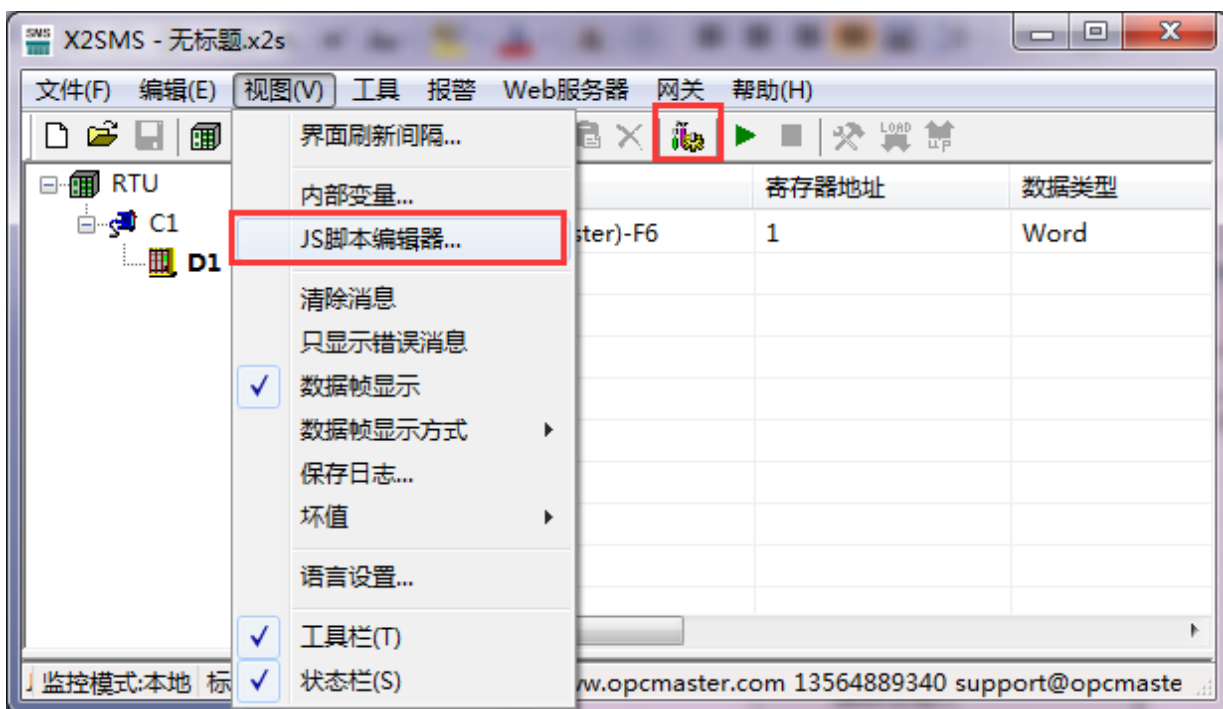 SMS X2SMS - 无标题.x2s
文件(F) 编辑(E) 视图(V) 工具 报警 Web服务器 网关 帮助(H)
LOAD UP
RTU
C1
D1
界面刷新间隔...
内部变量...
JS脚本编辑器...
清除消息
只显示错误消息
数据帧显示
数据帧显示方式
保存日志...
坏值
语言设置...
工具栏(T)
状态栏(S)
寄存器地址 数据类型
ster)-F6 1 Word
监控模式:本地 标 ww.opcmaster.com 13564889340 support@opcmaste